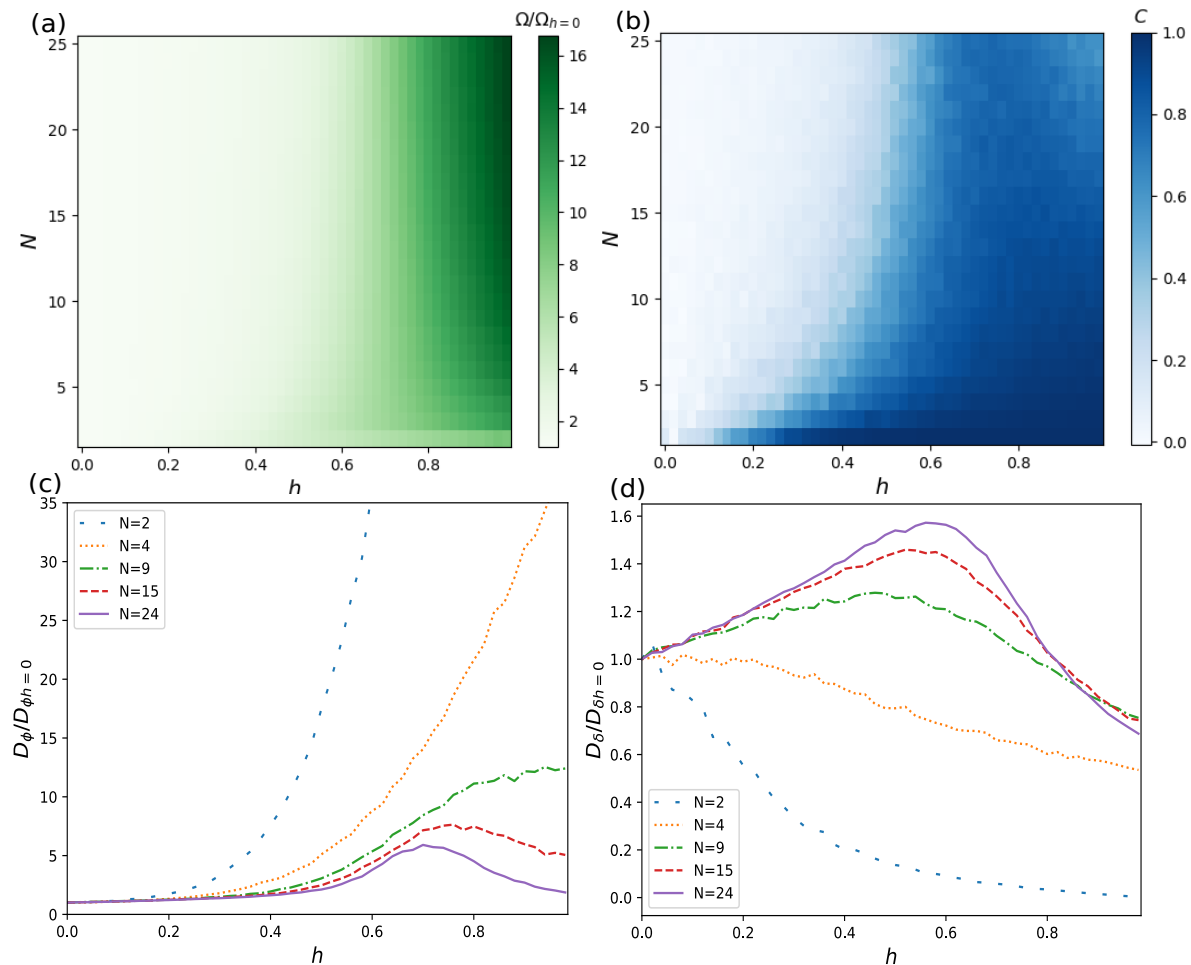 (a)
Ω/Ω_{h=0}
25
20
15
10
5
N
0.0 0.2 0.4 0.6 0.8
h
16
14
12
10
8
6
4
2
(b)
C
25
20
15
10
5
N
0.0 0.2 0.4 0.6 0.8
h
1.0
0.8
0.6
0.4
0.2
0.0
(c)
35
30
25
20
15
10
5
0
D_ϕ/D_{ϕh=0}
N=2
N=4
N=9
N=15
N=24
0.0 0.2 0.4 0.6 0.8
h
(d)
1.6
1.4
1.2
1.0
0.8
0.6
0.4
0.2
0.0
D_δ/D_{δh=0}
N=2
N=4
N=9
N=15
N=24
0.0 0.2 0.4 0.6 0.8
h